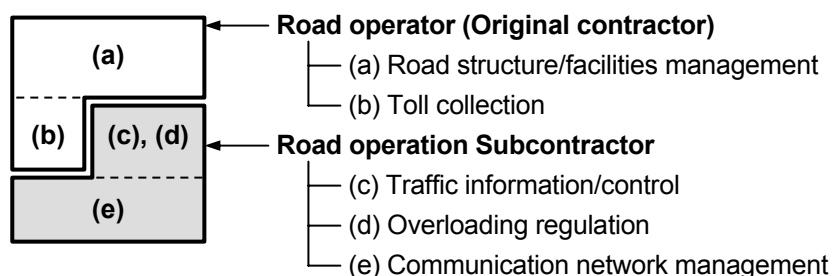 Road operator (Original contractor)
(a)
(a) Road structure/facilities management
(b) Toll collection
(b)
(c), (d)
Road operation Subcontractor
(c) Traffic information/control
(e)
(d) Overloading regulation
(e) Communication network management